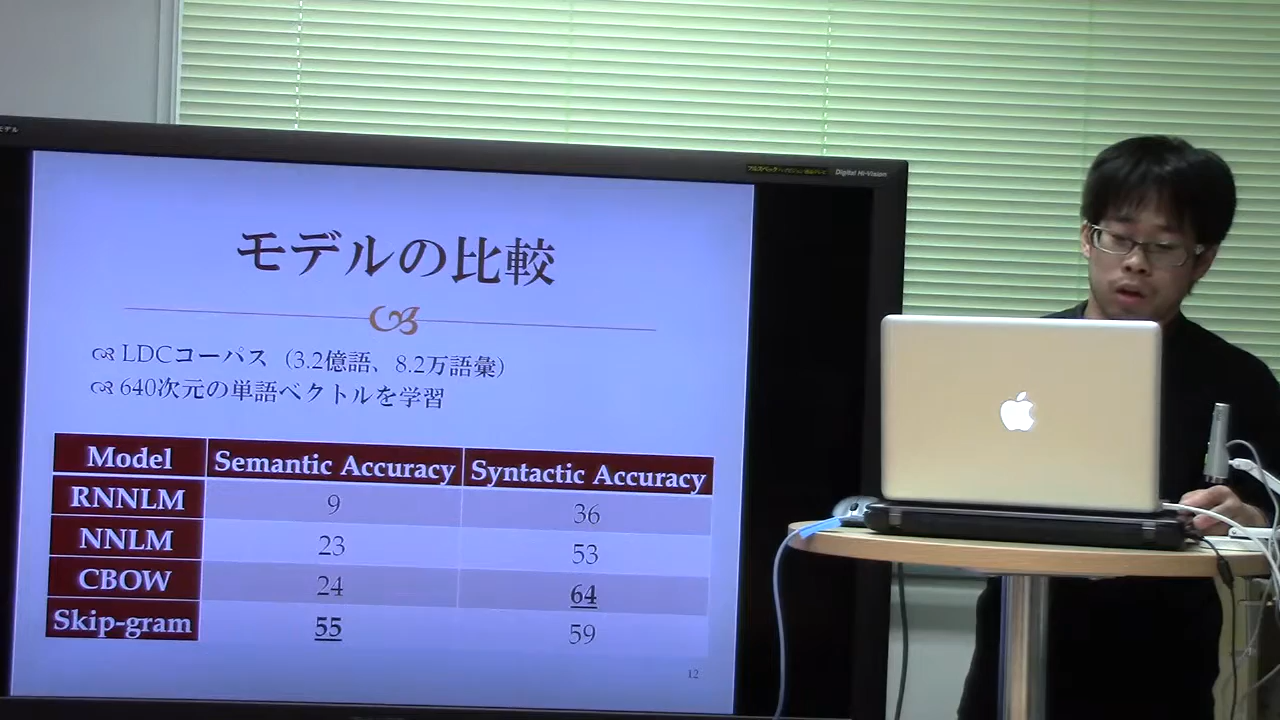 モデル
Digital Hi-Vision
モデルの比較
LDCコーパス（3.2億語、8.2万語彙）
640次元の単語ベクトルを学習
Model Semantic Accuracy Syntactic Accuracy
RNNLM 9 36
NNLM 23 53
CBOW 24 64
Skip-gram 55 59
12